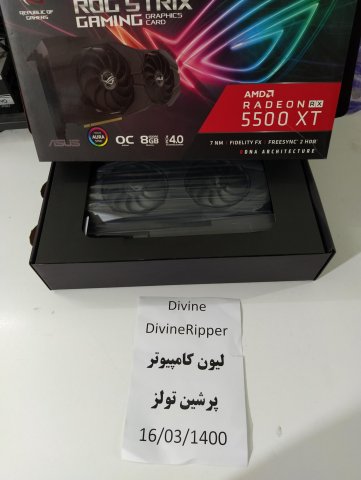 REPUBLIC OF
GAMERS
ROG STRIX
GAMING GRAPHICS CARD
AMD
RADEON RX
5500 XT
7 NM | FIDELITY FX | FREESYNC 2 HDR
RDNA ARCHITECTURE
ASUS
AURA
OC
8GB
4.0
Divine
DivineRipper
لیون کامپیوتر
پرشین تولز
16/03/1400